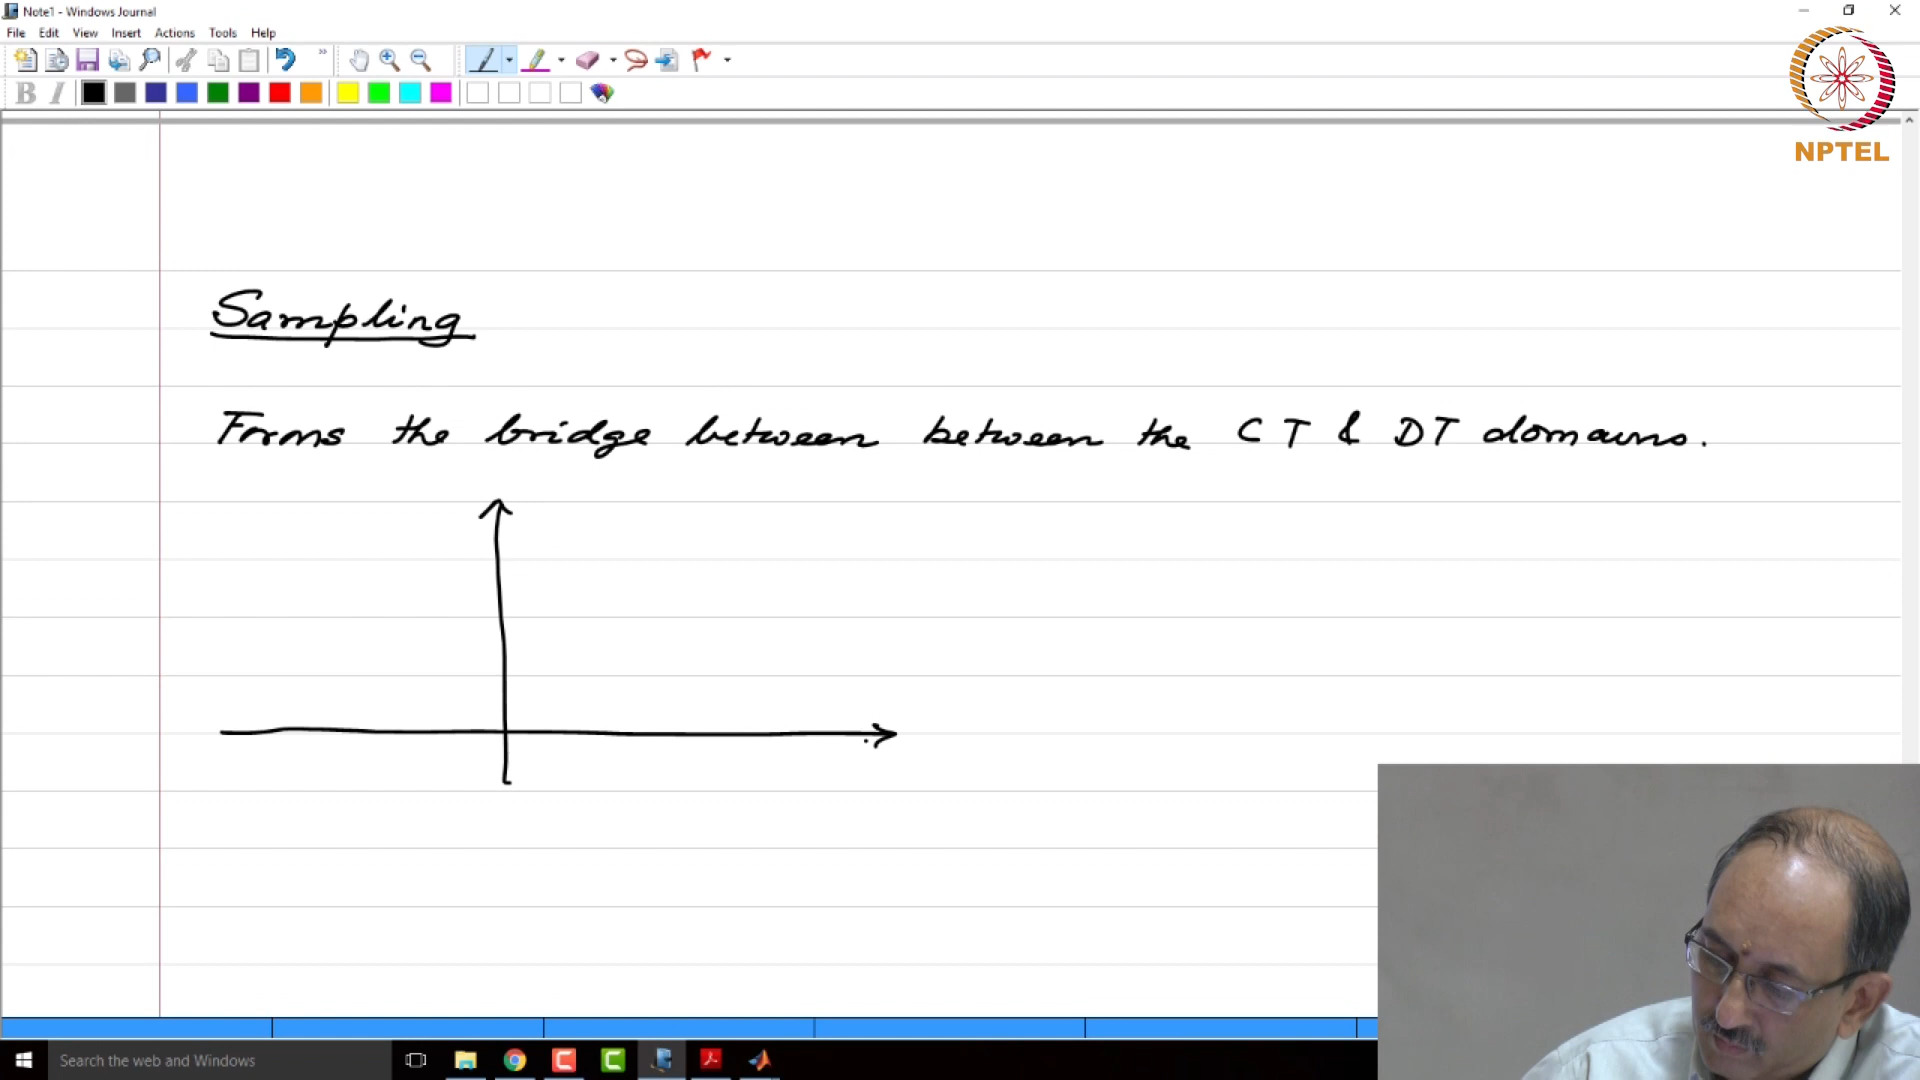 Note1 - Windows Journal
File Edit View Insert Actions Tools Help
B I
NPTEL
Sampling
Forms the bridge between between the CT & DT domains.
Search the web and Windows